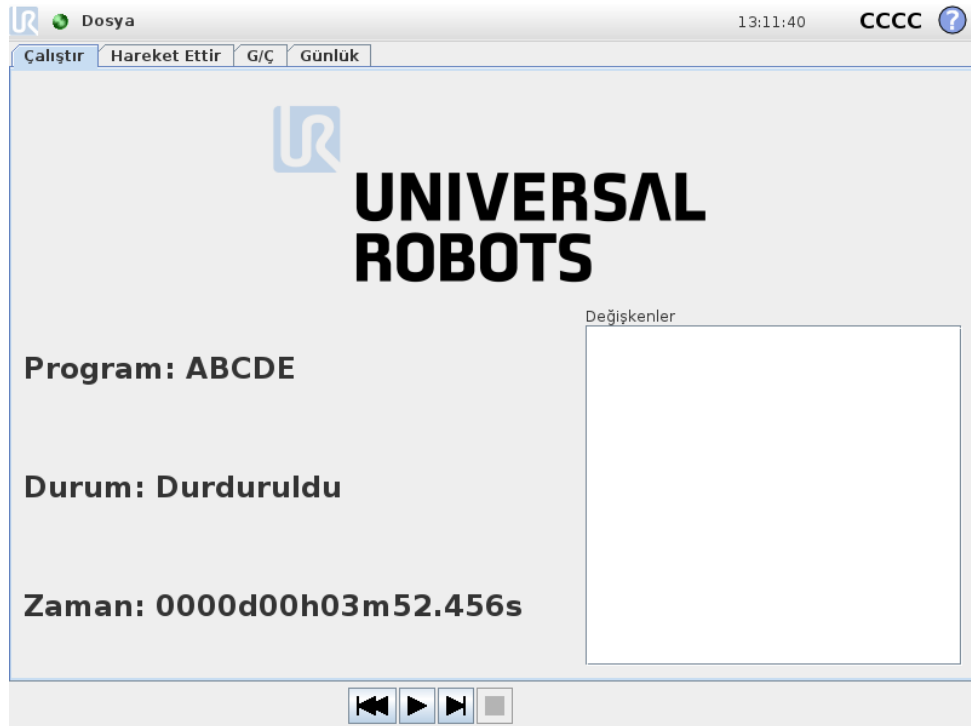 Dosya 13:11:40 CCCC ?
Çalıştır Hareket Ettir G/Ç Günlük
UR
UNIVERSAL
ROBOTS
Değişkenler
Program: ABCDE
Durum: Durduruldu
Zaman: 0000d00h03m52.456s